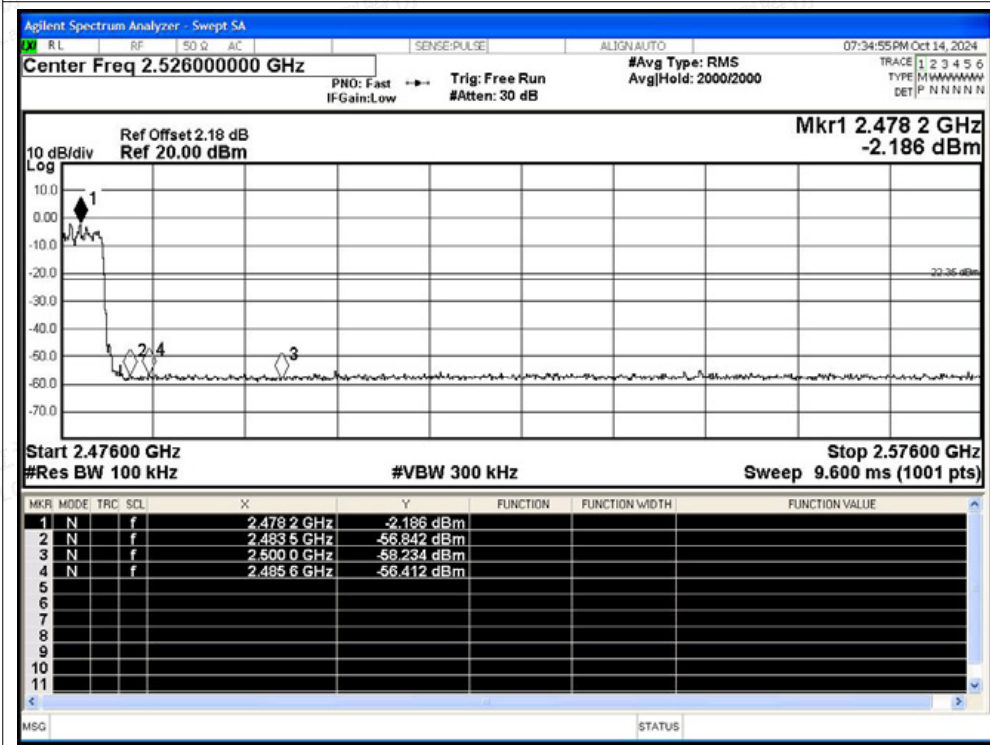 Agilent Spectrum Analyzer - Swept SA
LXI RL RF 50 Ω AC SENSE:PULSE ALIGN AUTO 07:34:55 PM Oct 14, 2024
Center Freq 2.526000000 GHz #Avg Type: RMS TRACE 1 2 3 4 5 6
PNO: Fast Trig: Free Run Avg|Hold: 2000/2000 TYPE M W W W W W
IFGain:Low #Atten: 30 dB DET P N N N N N
Mkr1 2.478 2 GHz
Ref Offset 2.18 dB
10 dB/div Ref 20.00 dBm -2.186 dBm
Log
10.0
1
0.00
-10.0
-20.0
-22.35 dBm
-30.0
-40.0
2 4 3
-50.0
-60.0
-70.0
Start 2.47600 GHz Stop 2.57600 GHz
#Res BW 100 kHz #VBW 300 kHz Sweep 9.600 ms (1001 pts)
MKR MODE TRC SCL X Y FUNCTION FUNCTION WIDTH FUNCTION VALUE
1 N f 2.478 2 GHz -2.186 dBm
2 N f 2.483 5 GHz -56.842 dBm
3 N f 2.500 0 GHz -58.234 dBm
4 N f 2.485 6 GHz -56.412 dBm
5
6
7
8
9
10
11
MSG STATUS